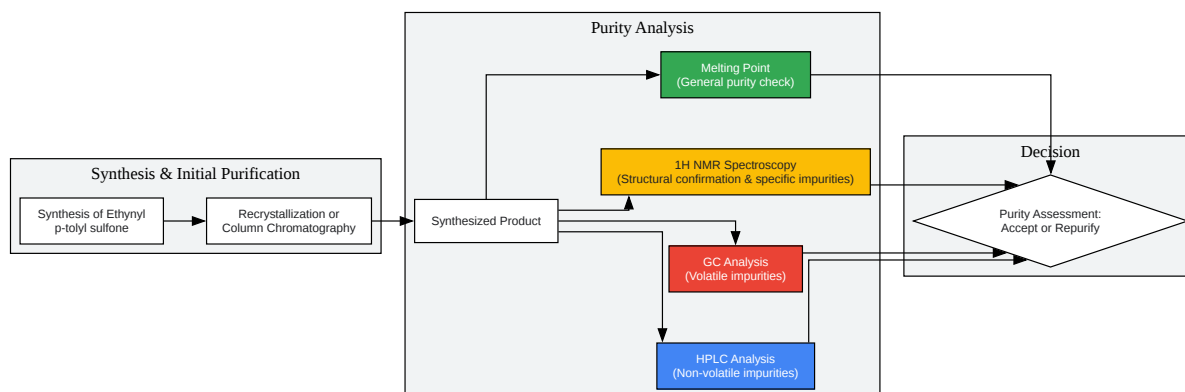 Synthesis & Initial Purification
Synthesis of Ethynyl
p-tolyl sulfone
Recrystallization or
Column Chromatography
Purity Analysis
Synthesized Product
Melting Point
(General purity check)
1H NMR Spectroscopy
(Structural confirmation & specific impurities)
GC Analysis
(Volatile impurities)
HPLC Analysis
(Non-volatile impurities)
Decision
Purity Assessment:
Accept or Repurify